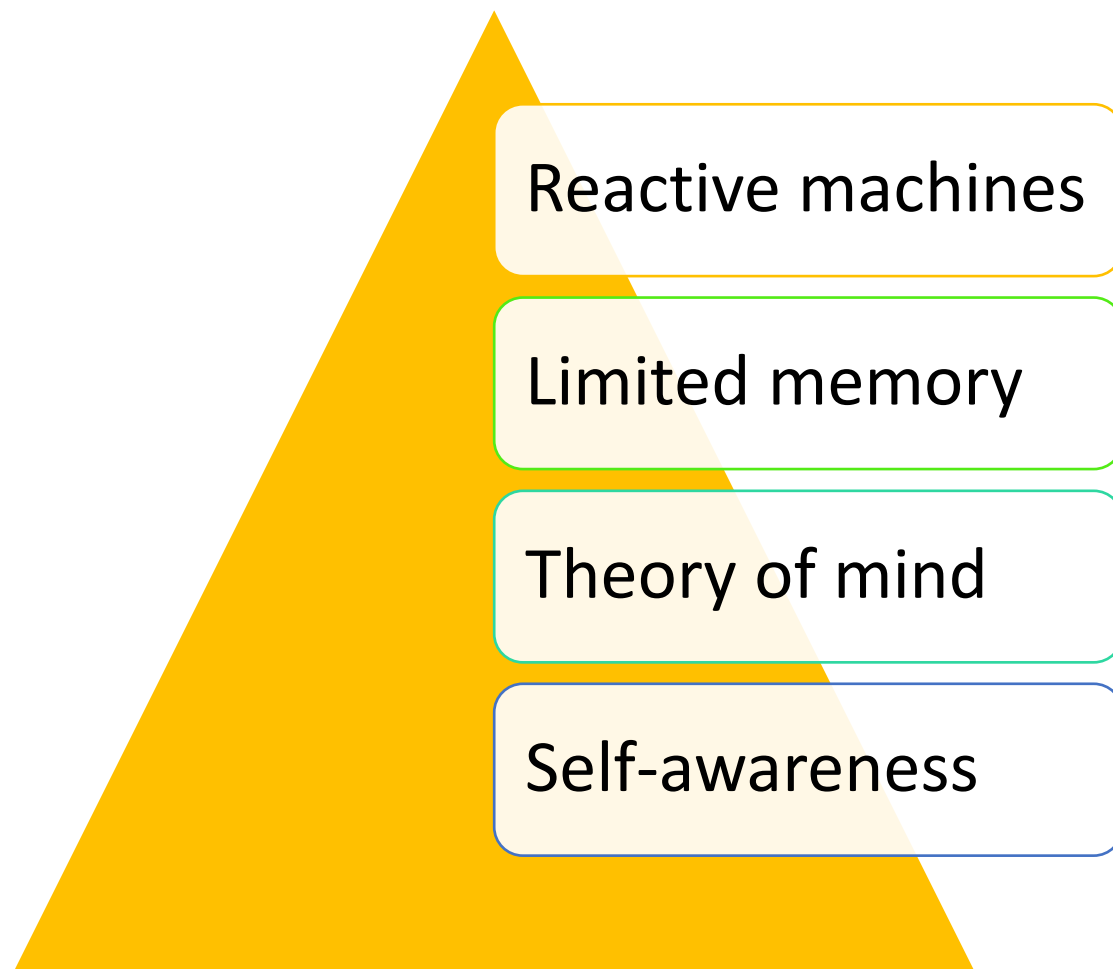 Reactive machines
Limited memory
Theory of mind
Self-awareness